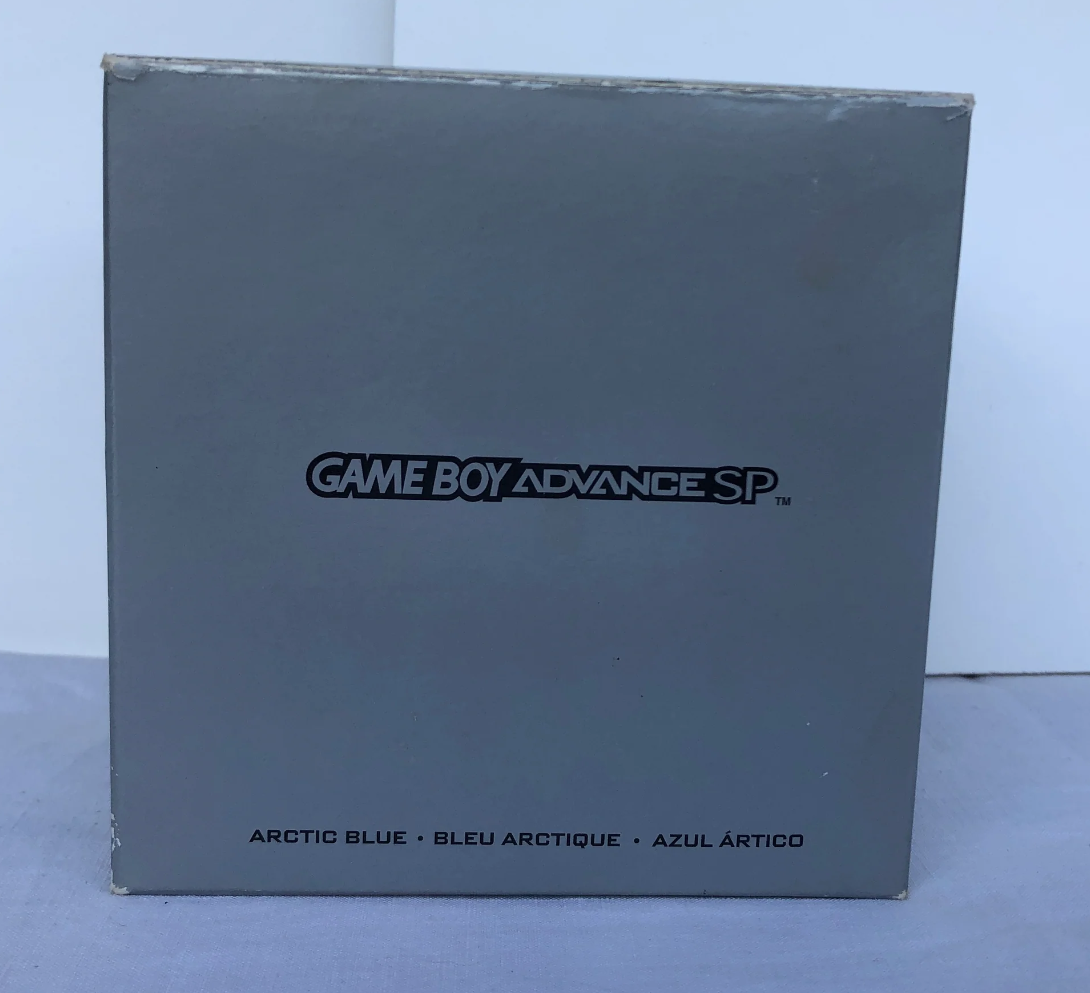 GAME BOY ADVANCE SP™
ARCTIC BLUE • BLEU ARCTIQUE • AZUL ÁRTICO